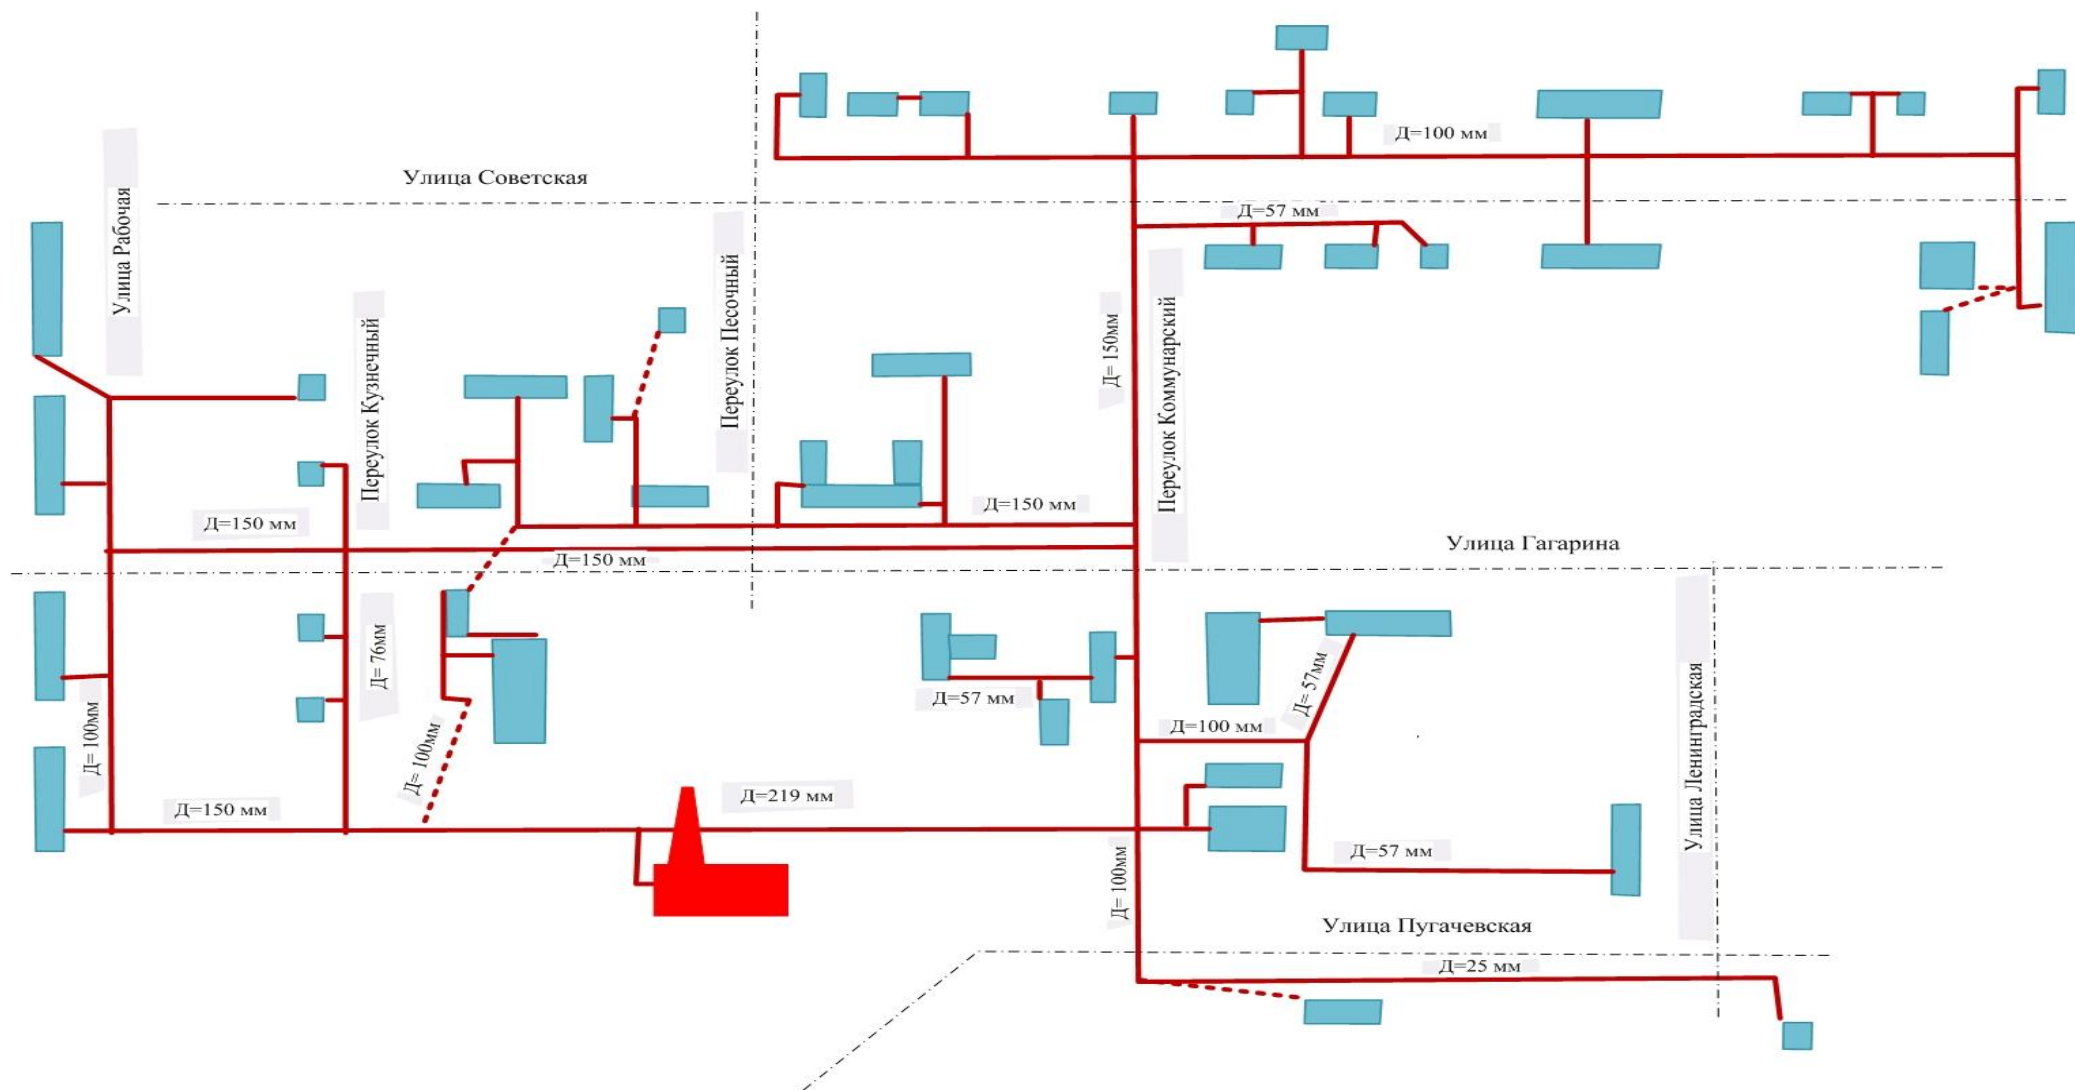 Д=100 мм
Улица Советская
Улица Рабочая
Д=57 мм
Переулок Песочный
Переулок Кузнечный
Д= 150мм
Переулок Коммунарский
Д=150 мм
Д=150 мм
Д=150 мм
Улица Гагарина
Д= 76мм
Д=57 мм
Д= 57мм
Д=100 мм
Улица Ленинградская
Д= 100мм
Д= 100мм
Д=150 мм
Д=219 мм
Д=57 мм
Д= 100мм
Улица Пугачевская
Д=25 мм